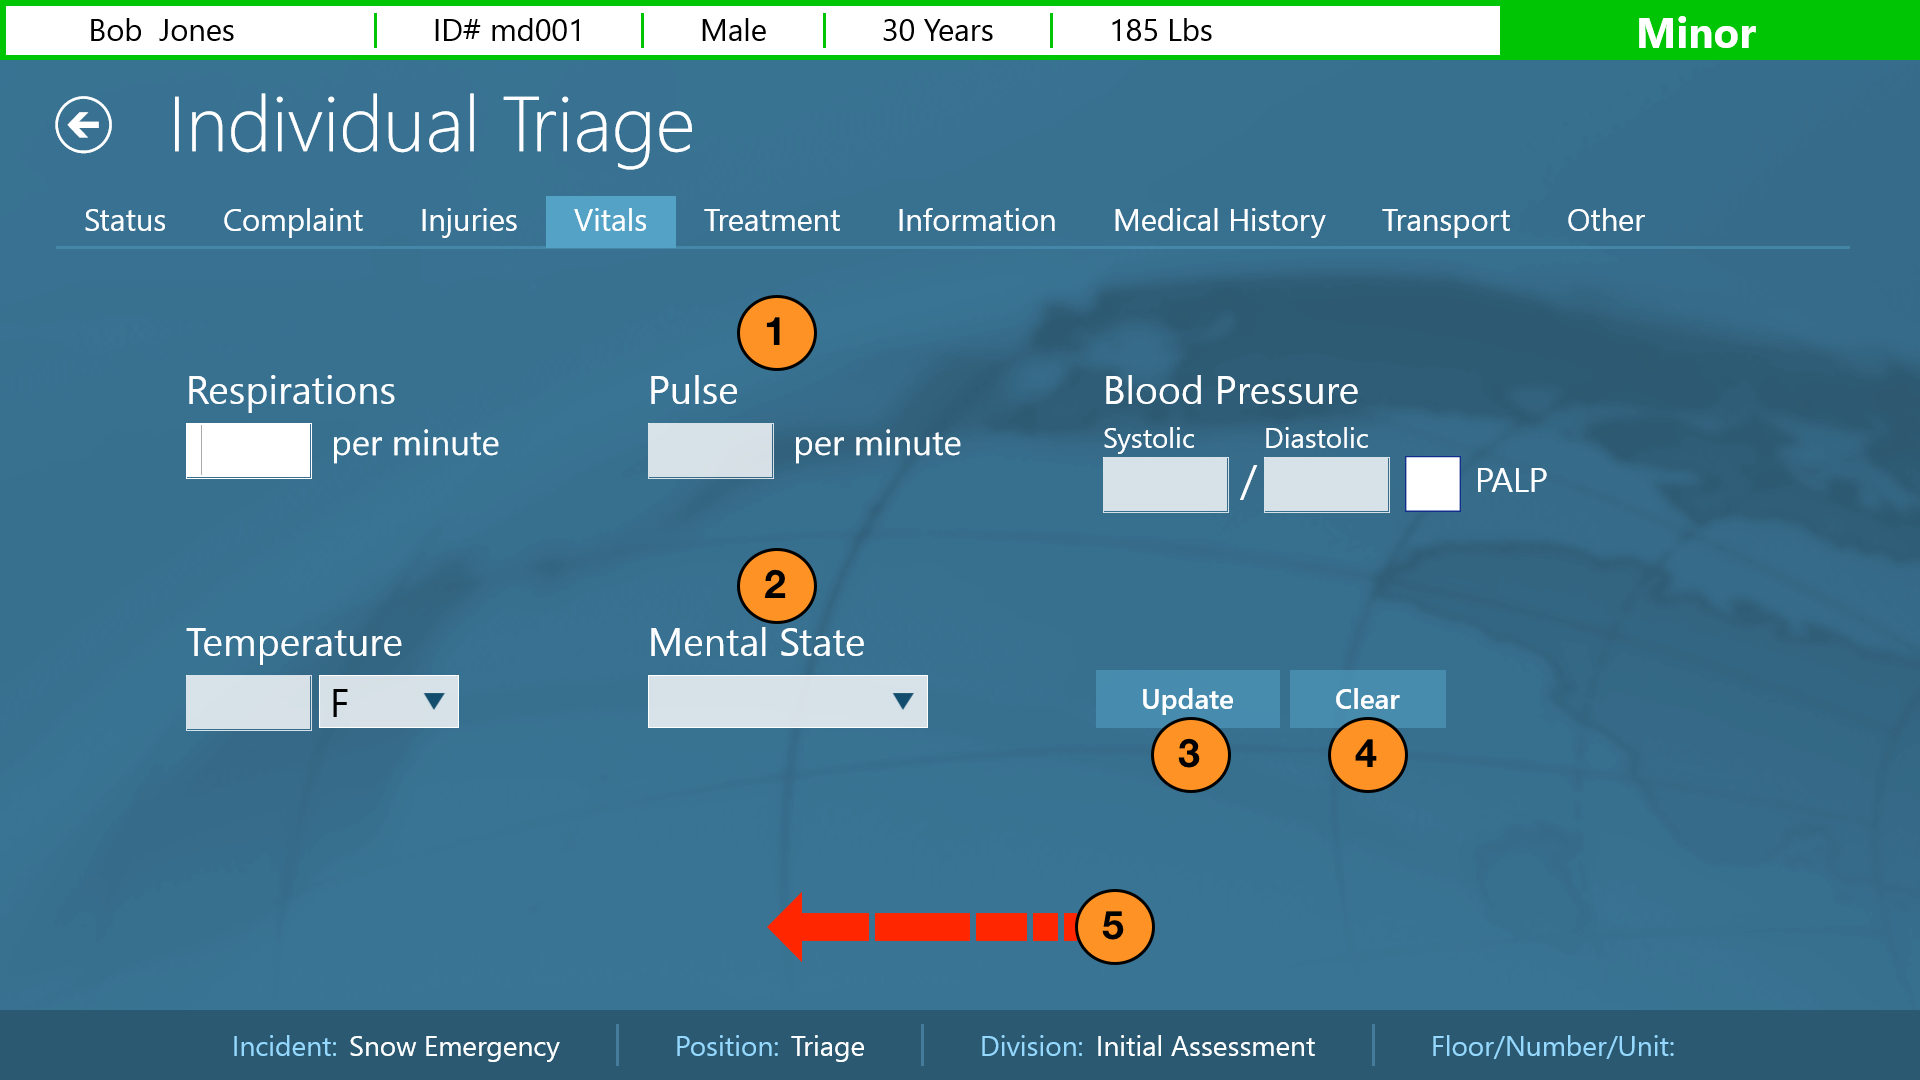 Bob  Jones ID# md001 Male 30 Years 185 Lbs Minor
Individual Triage
Status Complaint Injuries Vitals Treatment Information Medical History Transport Other
1
Respirations Pulse Blood Pressure
Systolic Diastolic
per minute per minute / PALP
2
Temperature Mental State
F Update Clear
3 4
5
Incident: Snow Emergency Position: Triage Division: Initial Assessment Floor/Number/Unit: